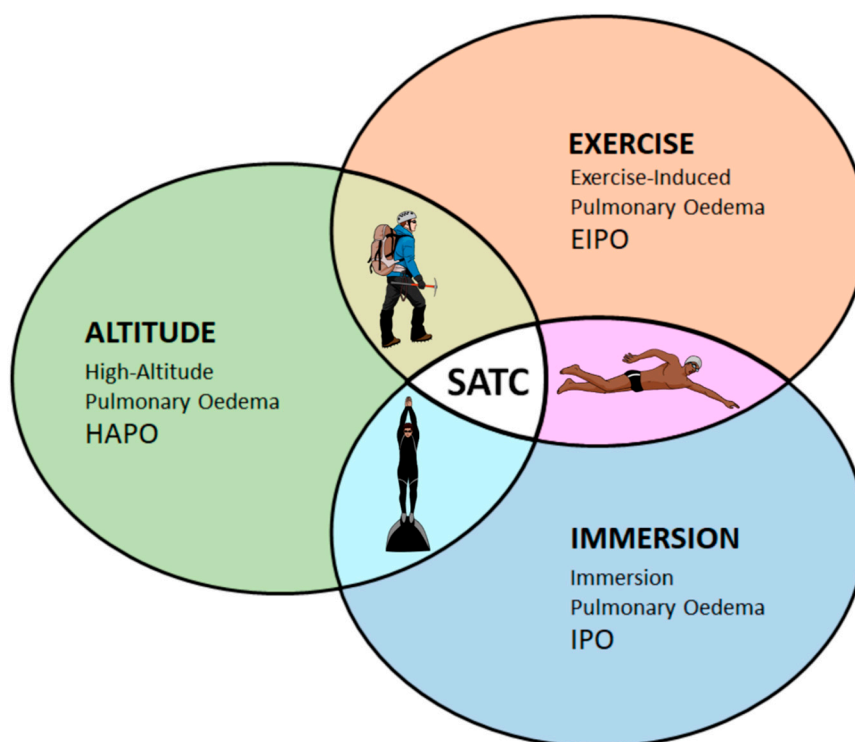 EXERCISE
Exercise-Induced
Pulmonary Oedema
EIPO
ALTITUDE
High-Altitude
Pulmonary Oedema
HAPO
SATC
IMMERSION
Immersion
Pulmonary Oedema
IPO